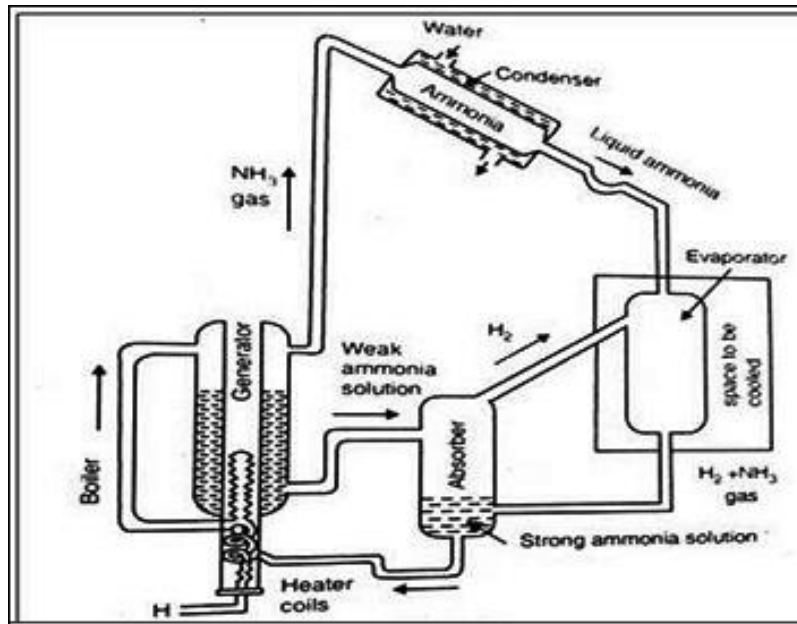 Water
Condenser
Ammonia
Liquid ammonia
NH₃
gas
Evaporator
H₂
Generator
Weak
ammonia
solution
space to be
cooled
Boiler
Absorber
H₂ +NH₃
gas
Strong ammonia solution
Heater
coils
H